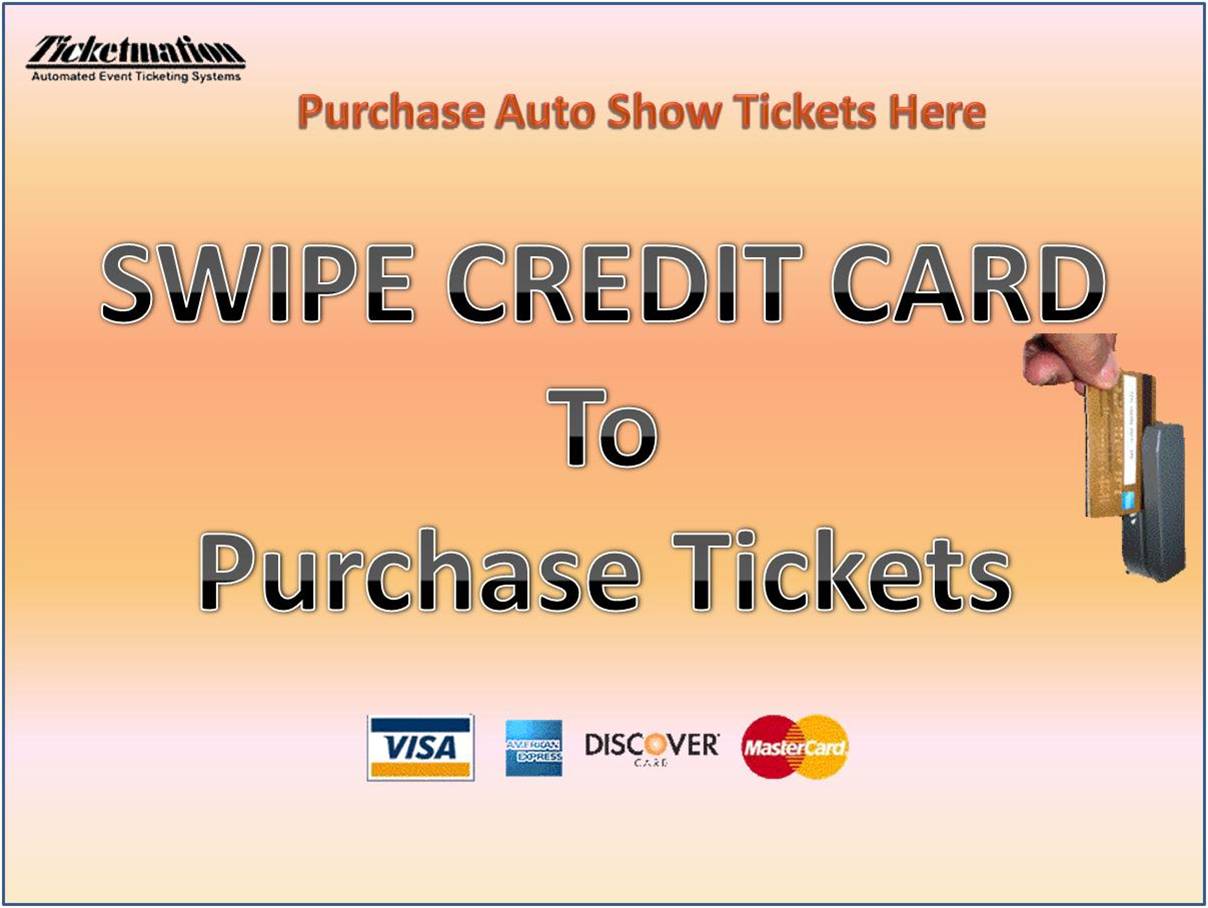 Ticketmation
Automated Event Ticketing Systems
Purchase Auto Show Tickets Here
SWIPE CREDIT CARD
To
Purchase Tickets
VISA
AMERICAN
EXPRESS
DISCOVER
CARD
MasterCard